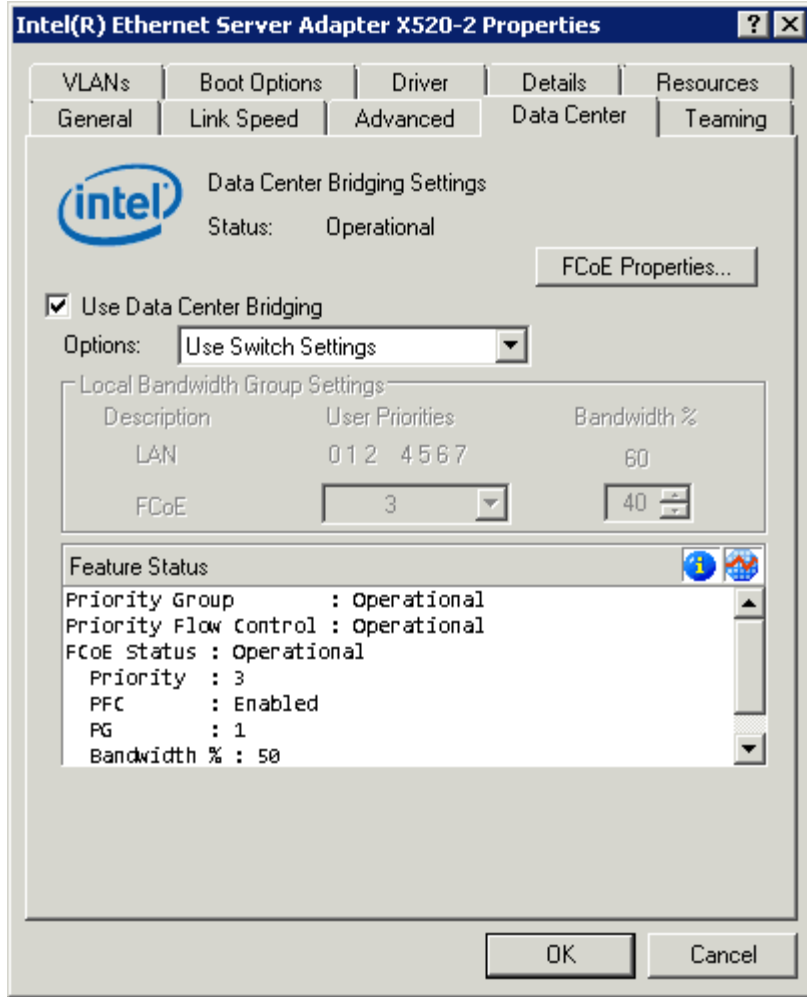 Intel(R) Ethernet Server Adapter X520-2 Properties ? X
VLANs Boot Options Driver Details Resources
General Link Speed Advanced Data Center Teaming
intel
Data Center Bridging Settings
Status: Operational
FCoE Properties...
Use Data Center Bridging
Options: Use Switch Settings
Local Bandwidth Group Settings
Description User Priorities Bandwidth %
LAN 0 1 2 4 5 6 7 60
FCoE 3 40
Feature Status
Priority Group : Operational
Priority Flow Control : Operational
FCoE Status : Operational
Priority : 3
PFC : Enabled
PG : 1
Bandwidth % : 50
OK Cancel